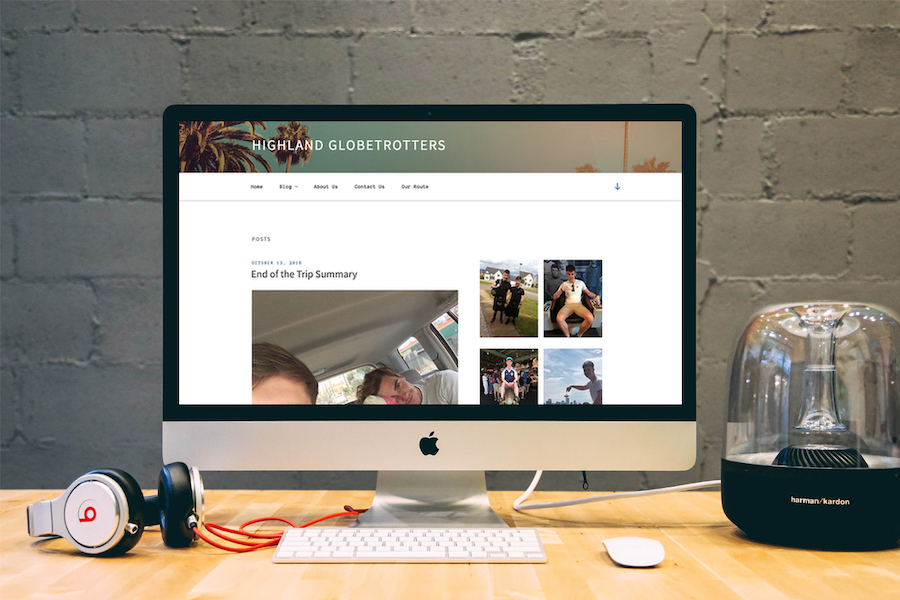 HIGHLAND GLOBETROTTERS
Home Blog About Us Contact Us Our Route
POSTS
OCTOBER 13, 2018
End of the Trip Summary
b
harman/kardon